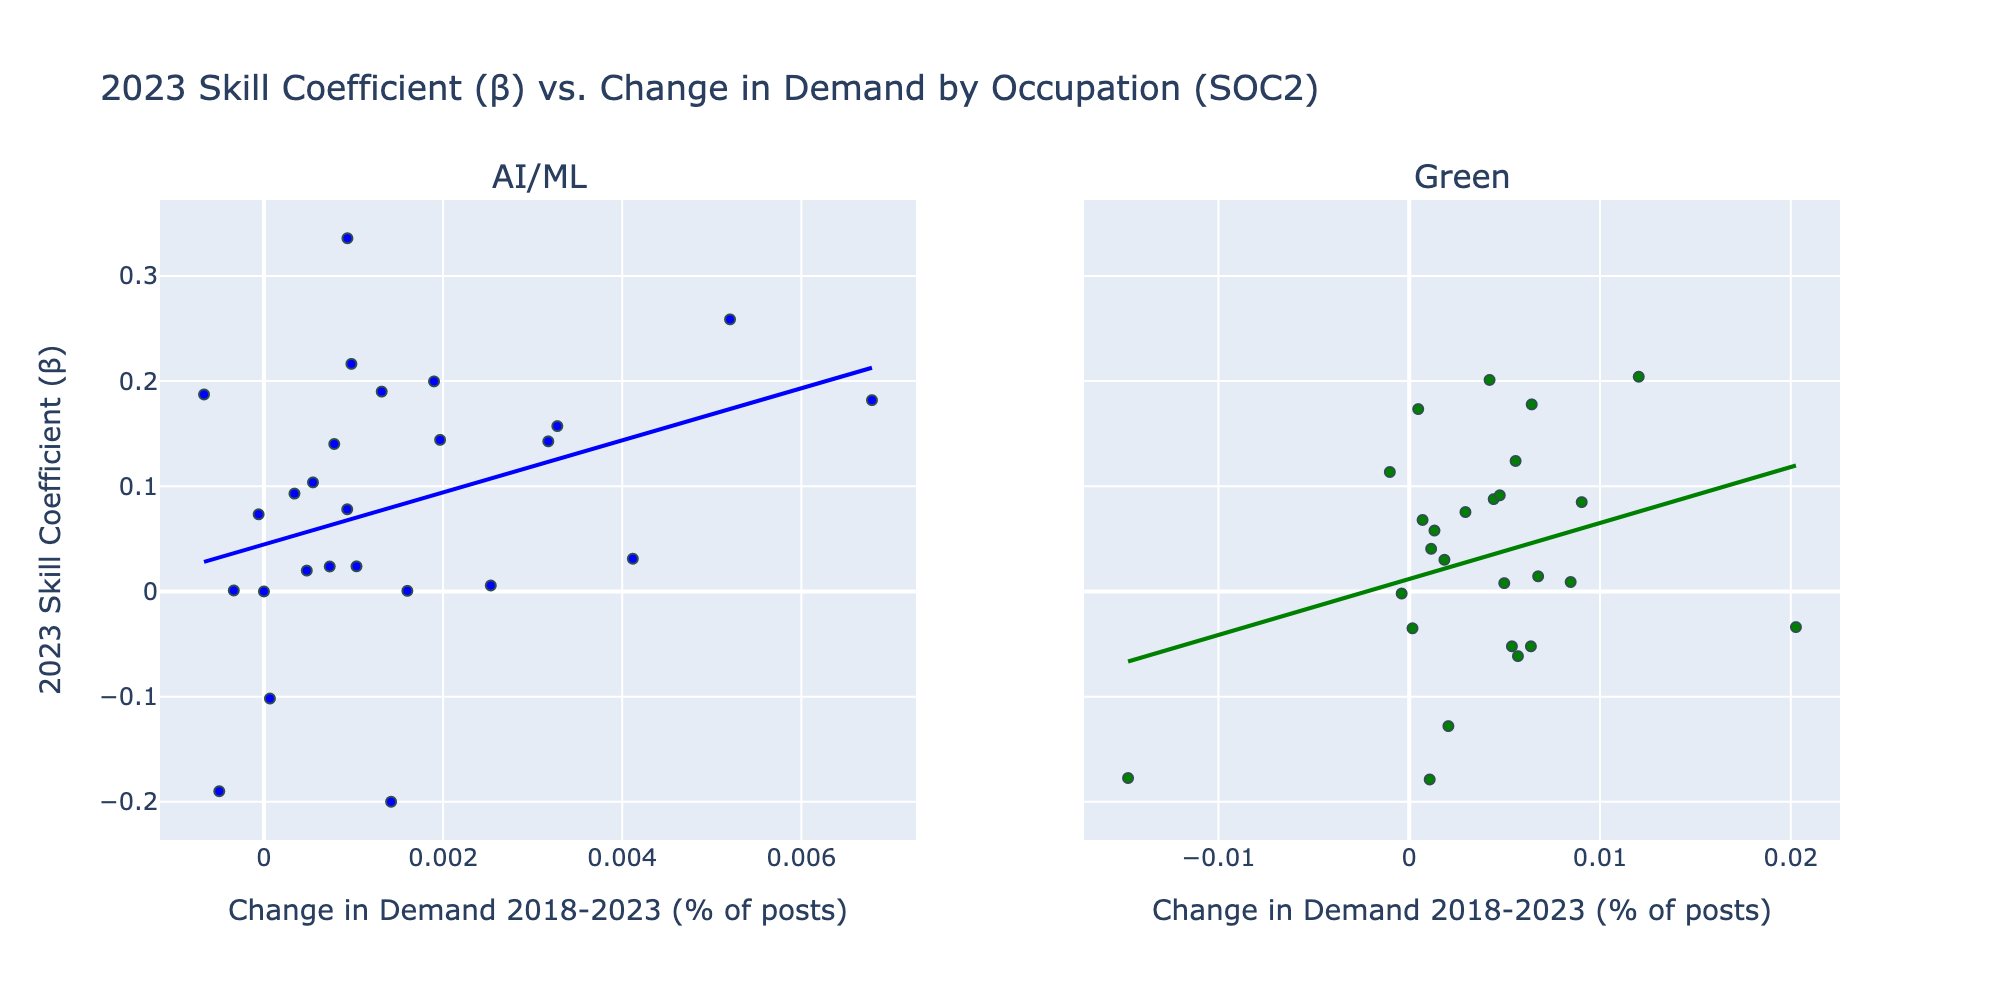 2023 Skill Coefficient (β) vs. Change in Demand by Occupation (SOC2)
AI/ML
Green
2023 Skill Coefficient (β)
0.3
0.2
0.1
0
−0.1
−0.2
0
0.002
0.004
0.006
−0.01
0
0.01
0.02
Change in Demand 2018-2023 (% of posts)
Change in Demand 2018-2023 (% of posts)